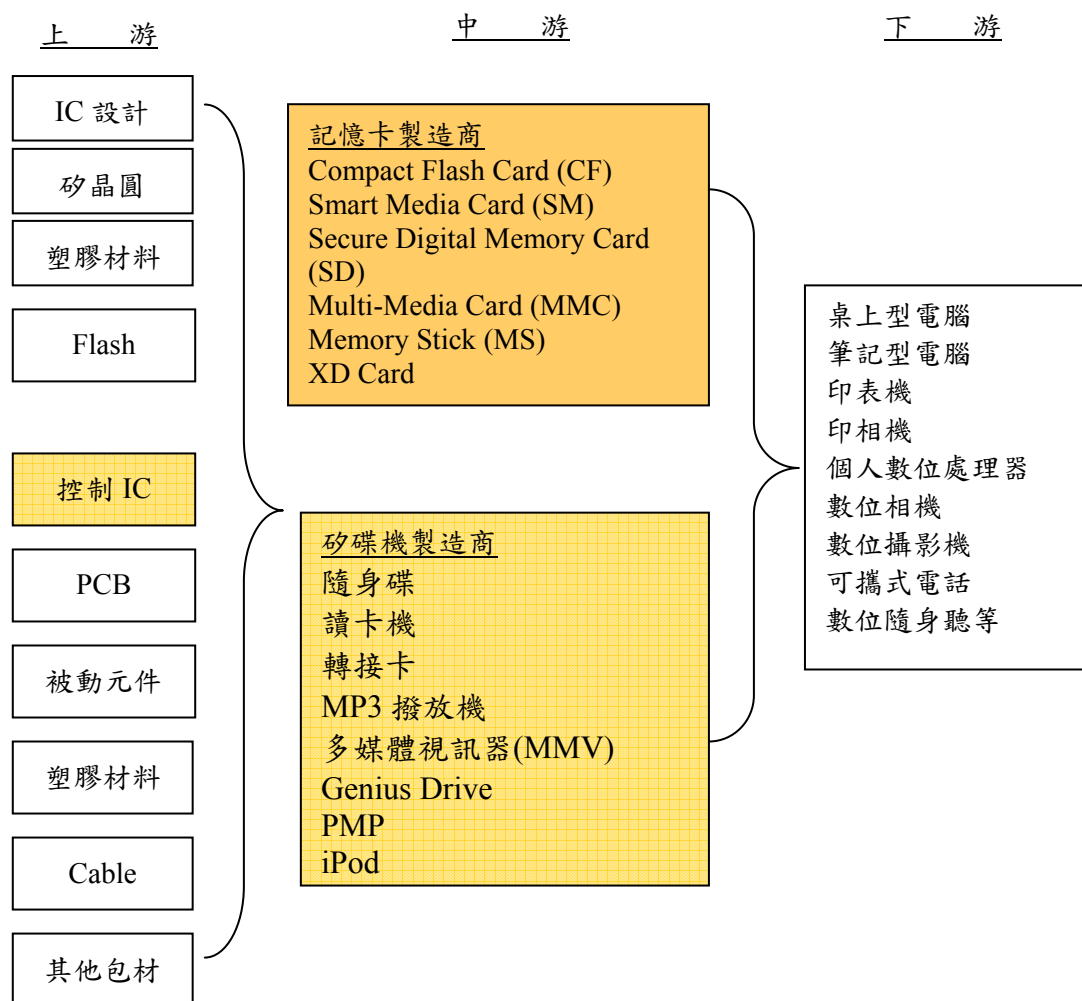 上 游
中 游
下 游
IC 設計
矽晶圓
塑膠材料
Flash
控制 IC
PCB
被動元件
塑膠材料
Cable
其他包材
記憶卡製造商
Compact Flash Card (CF)
Smart Media Card (SM)
Secure Digital Memory Card
(SD)
Multi-Media Card (MMC)
Memory Stick (MS)
XD Card
矽碟機製造商
隨身碟
讀卡機
轉接卡
MP3 撥放機
多媒體視訊器(MMV)
Genius Drive
PMP
iPod
桌上型電腦
筆記型電腦
印表機
印相機
個人數位處理器
數位相機
數位攝影機
可攜式電話
數位隨身聽等